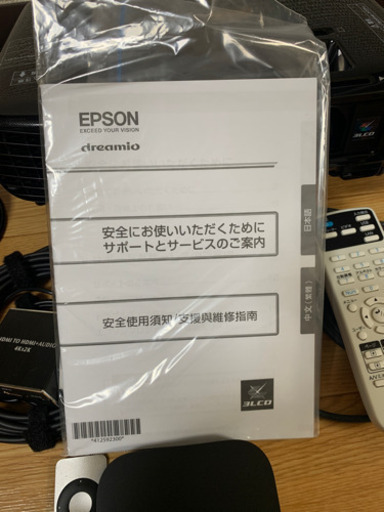 EPSON
EXCEED YOUR VISION
dreamio
安全にお使いいただくために
サポートとサービスのご案内
日本語
安全使用須知/支援與維修指南
中文(繁體)
3LCD
*412592300*
3LCD
HDMI TO HDMI+AUDIO
4Kx2K